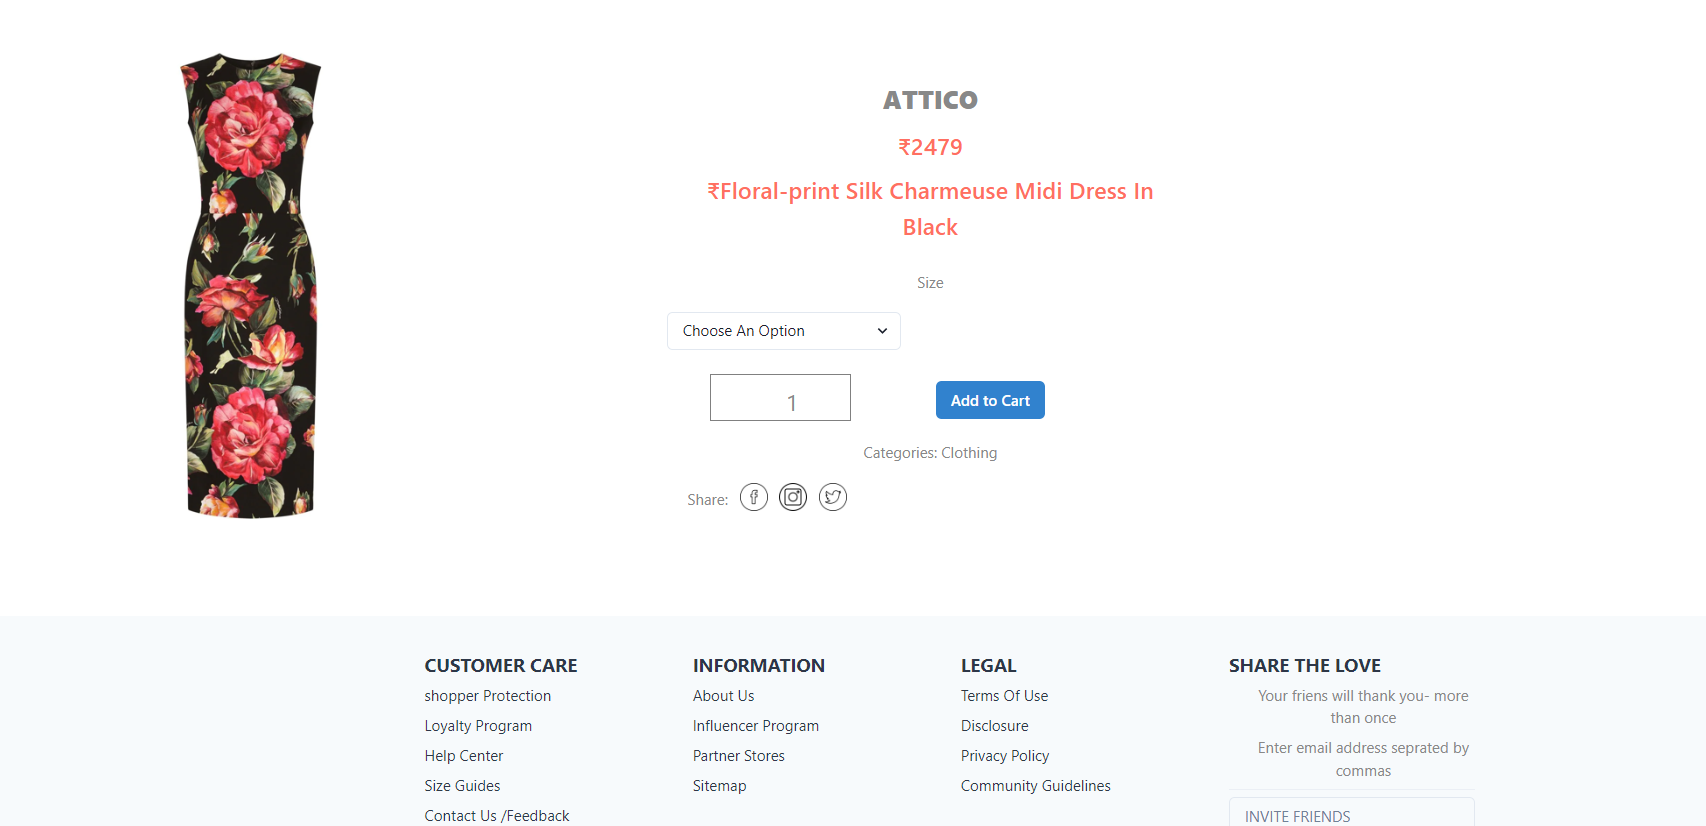 ATTICO
₹2479
₹Floral-print Silk Charmeuse Midi Dress In
Black
Size
Choose An Option
1
Add to Cart
Categories: Clothing
Share:
CUSTOMER CARE
shopper Protection
Loyalty Program
Help Center
Size Guides
Contact Us /Feedback
INFORMATION
About Us
Influencer Program
Partner Stores
Sitemap
LEGAL
Terms Of Use
Disclosure
Privacy Policy
Community Guidelines
SHARE THE LOVE
Your friens will thank you- more
than once
Enter email address seprated by
commas
INVITE FRIENDS